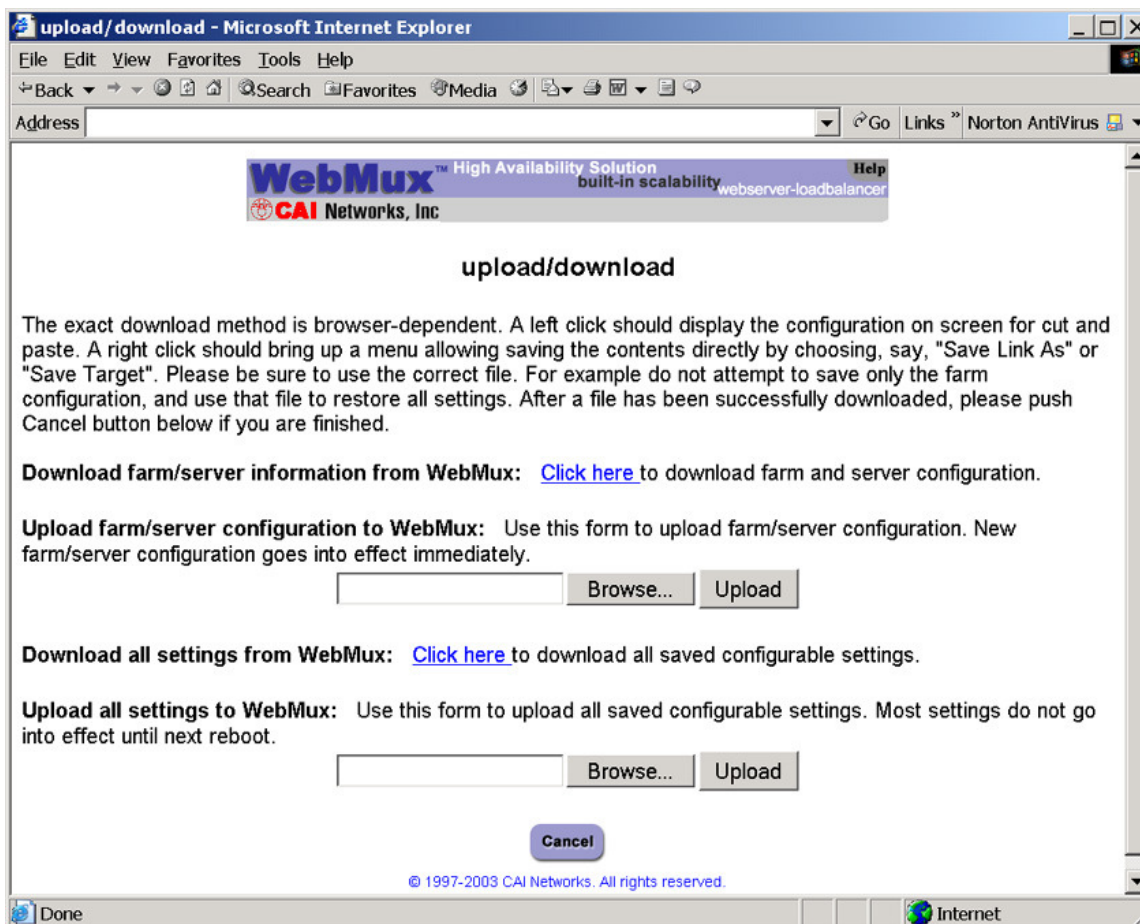 upload/download - Microsoft Internet Explorer
File Edit View Favorites Tools Help
Back Search Favorites Media
Address Go Links » Norton AntiVirus
WebMux™ High Availability Solution Help
built-in scalability
webserver-loadbalancer
CAI Networks, Inc
upload/download
The exact download method is browser-dependent. A left click should display the configuration on screen for cut and
paste. A right click should bring up a menu allowing saving the contents directly by choosing, say, "Save Link As" or
"Save Target". Please be sure to use the correct file. For example do not attempt to save only the farm
configuration, and use that file to restore all settings. After a file has been successfully downloaded, please push
Cancel button below if you are finished.
Download farm/server information from WebMux: Click here to download farm and server configuration.
Upload farm/server configuration to WebMux: Use this form to upload farm/server configuration. New
farm/server configuration goes into effect immediately.
Browse... Upload
Download all settings from WebMux: Click here to download all saved configurable settings.
Upload all settings to WebMux: Use this form to upload all saved configurable settings. Most settings do not go
into effect until next reboot.
Browse... Upload
Cancel
© 1997-2003 CAI Networks. All rights reserved.
Done Internet